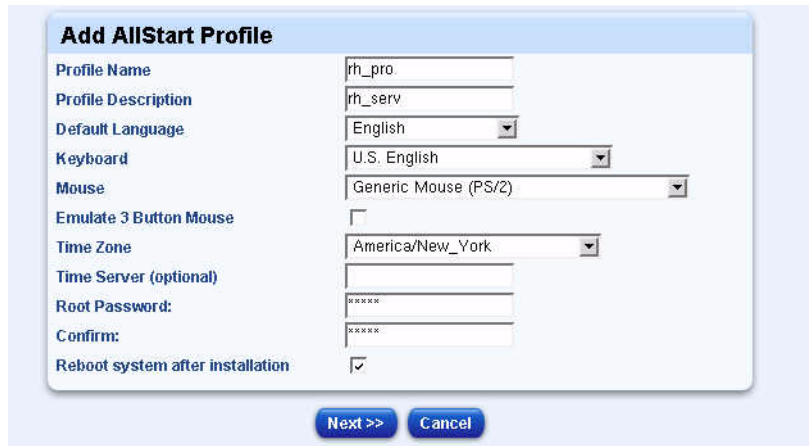 Add AllStart Profile
Profile Name rh_pro
Profile Description rh_serv
Default Language English
Keyboard U.S. English
Mouse Generic Mouse (PS/2)
Emulate 3 Button Mouse
Time Zone America/New_York
Time Server (optional)
Root Password: *****
Confirm: *****
Reboot system after installation
Next >> Cancel